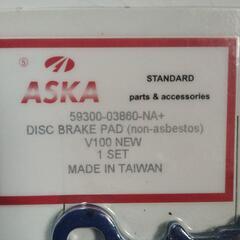 5
ASKA
STANDARD
parts & accessories
59300-03860-NA+
DISC BRAKE PAD (non-asbestos)
V100 NEW
1 SET
MADE IN TAIWAN